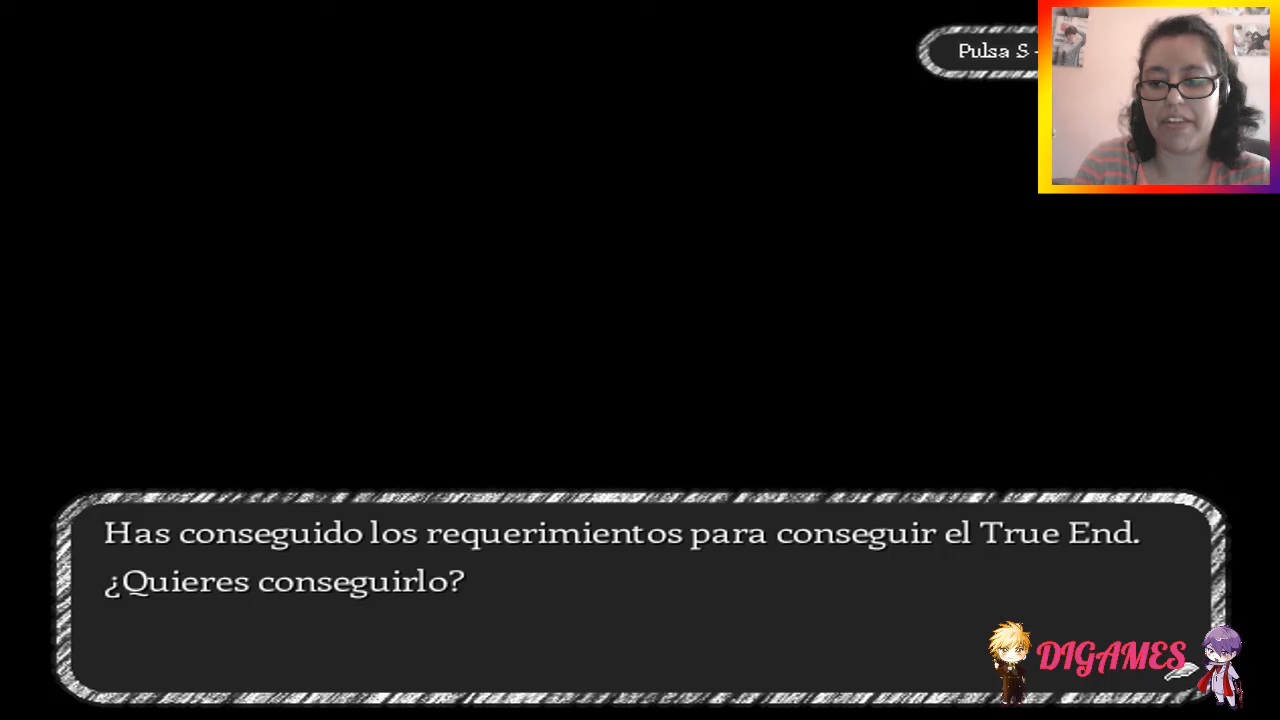 Pulsa S -
Has conseguido los requerimientos para conseguir el True End.
¿Quieres conseguirlo?
DIGAMES